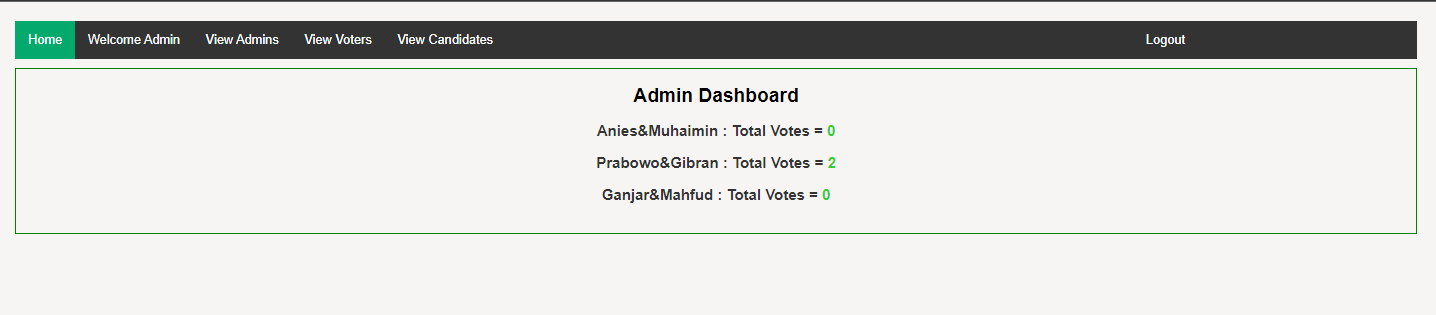 Home Welcome Admin View Admins View Voters View Candidates Logout
Admin Dashboard
Anies&Muhaimin : Total Votes = 0
Prabowo&Gibran : Total Votes = 2
Ganjar&Mahfud : Total Votes = 0